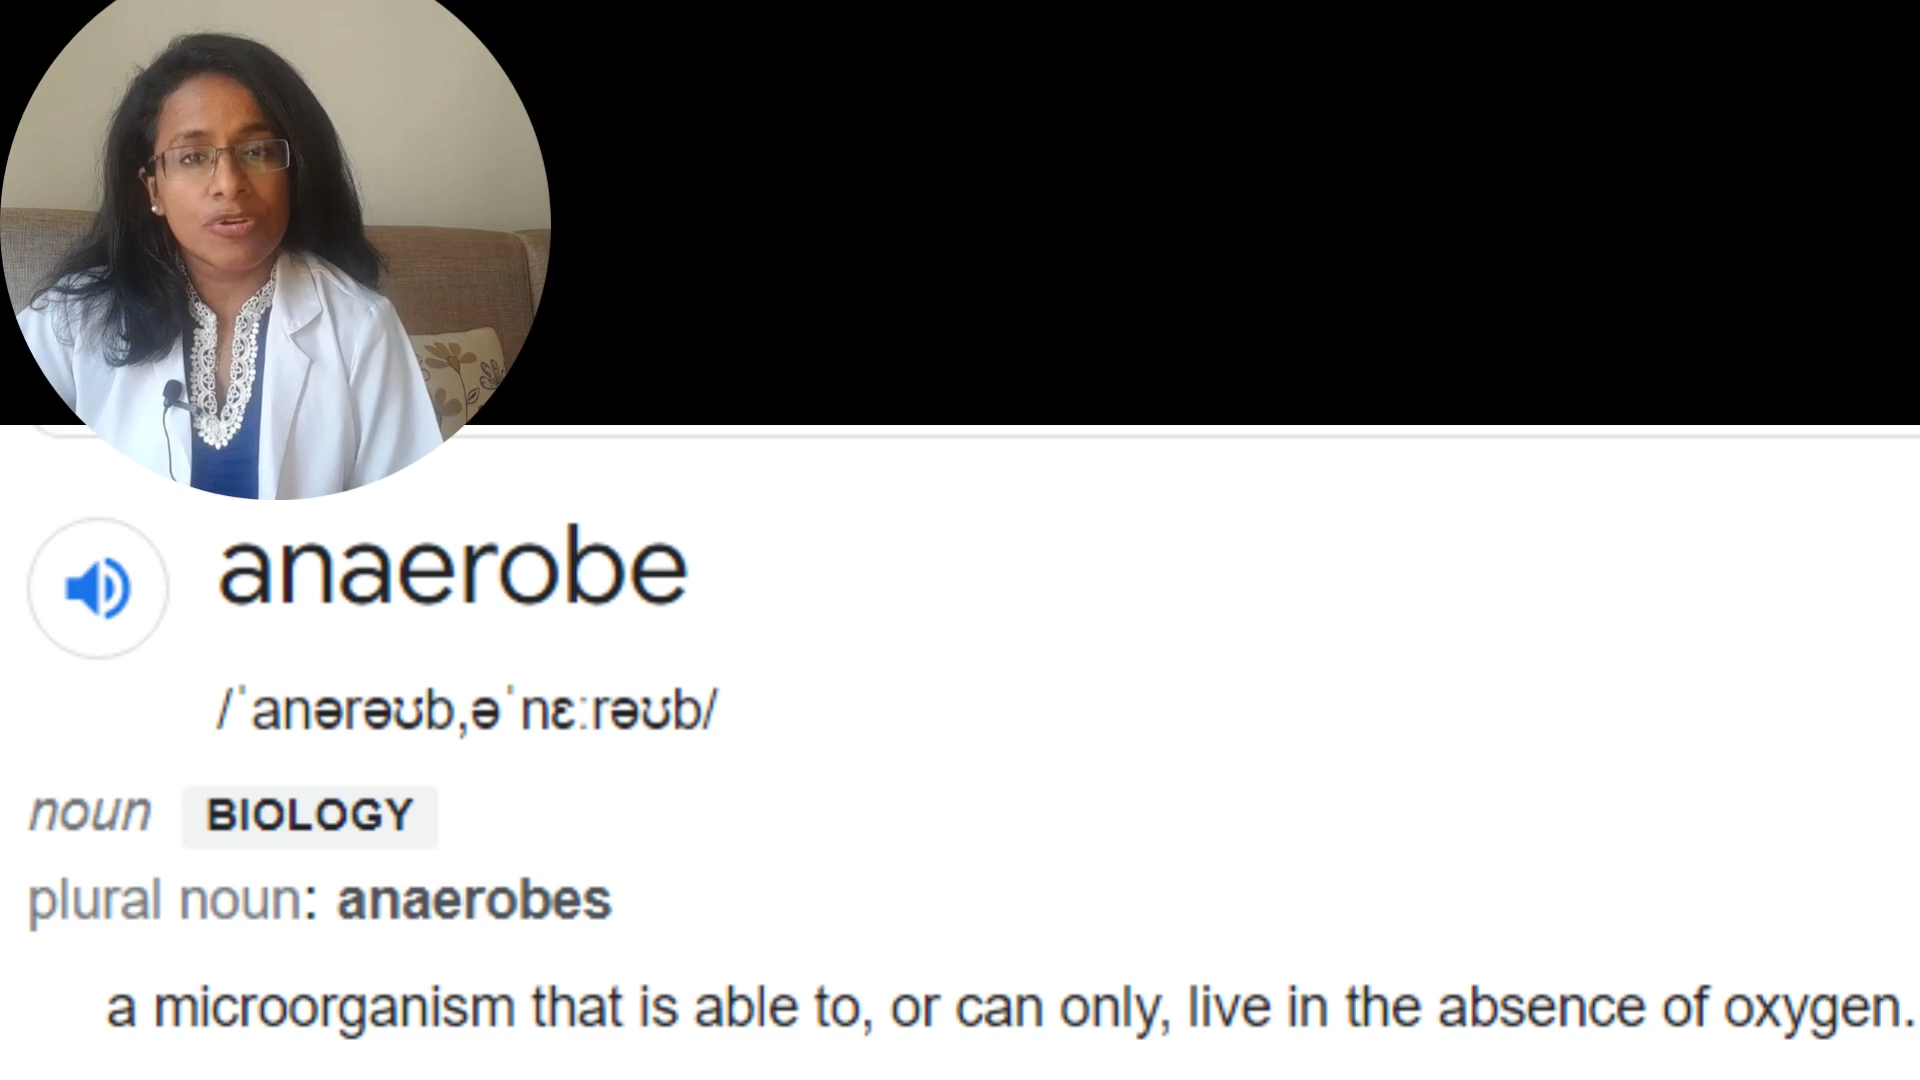 anaerobe
/ˈanərəʊb,əˈnɛːrəʊb/
noun BIOLOGY
plural noun: anaerobes
a microorganism that is able to, or can only, live in the absence of oxygen.